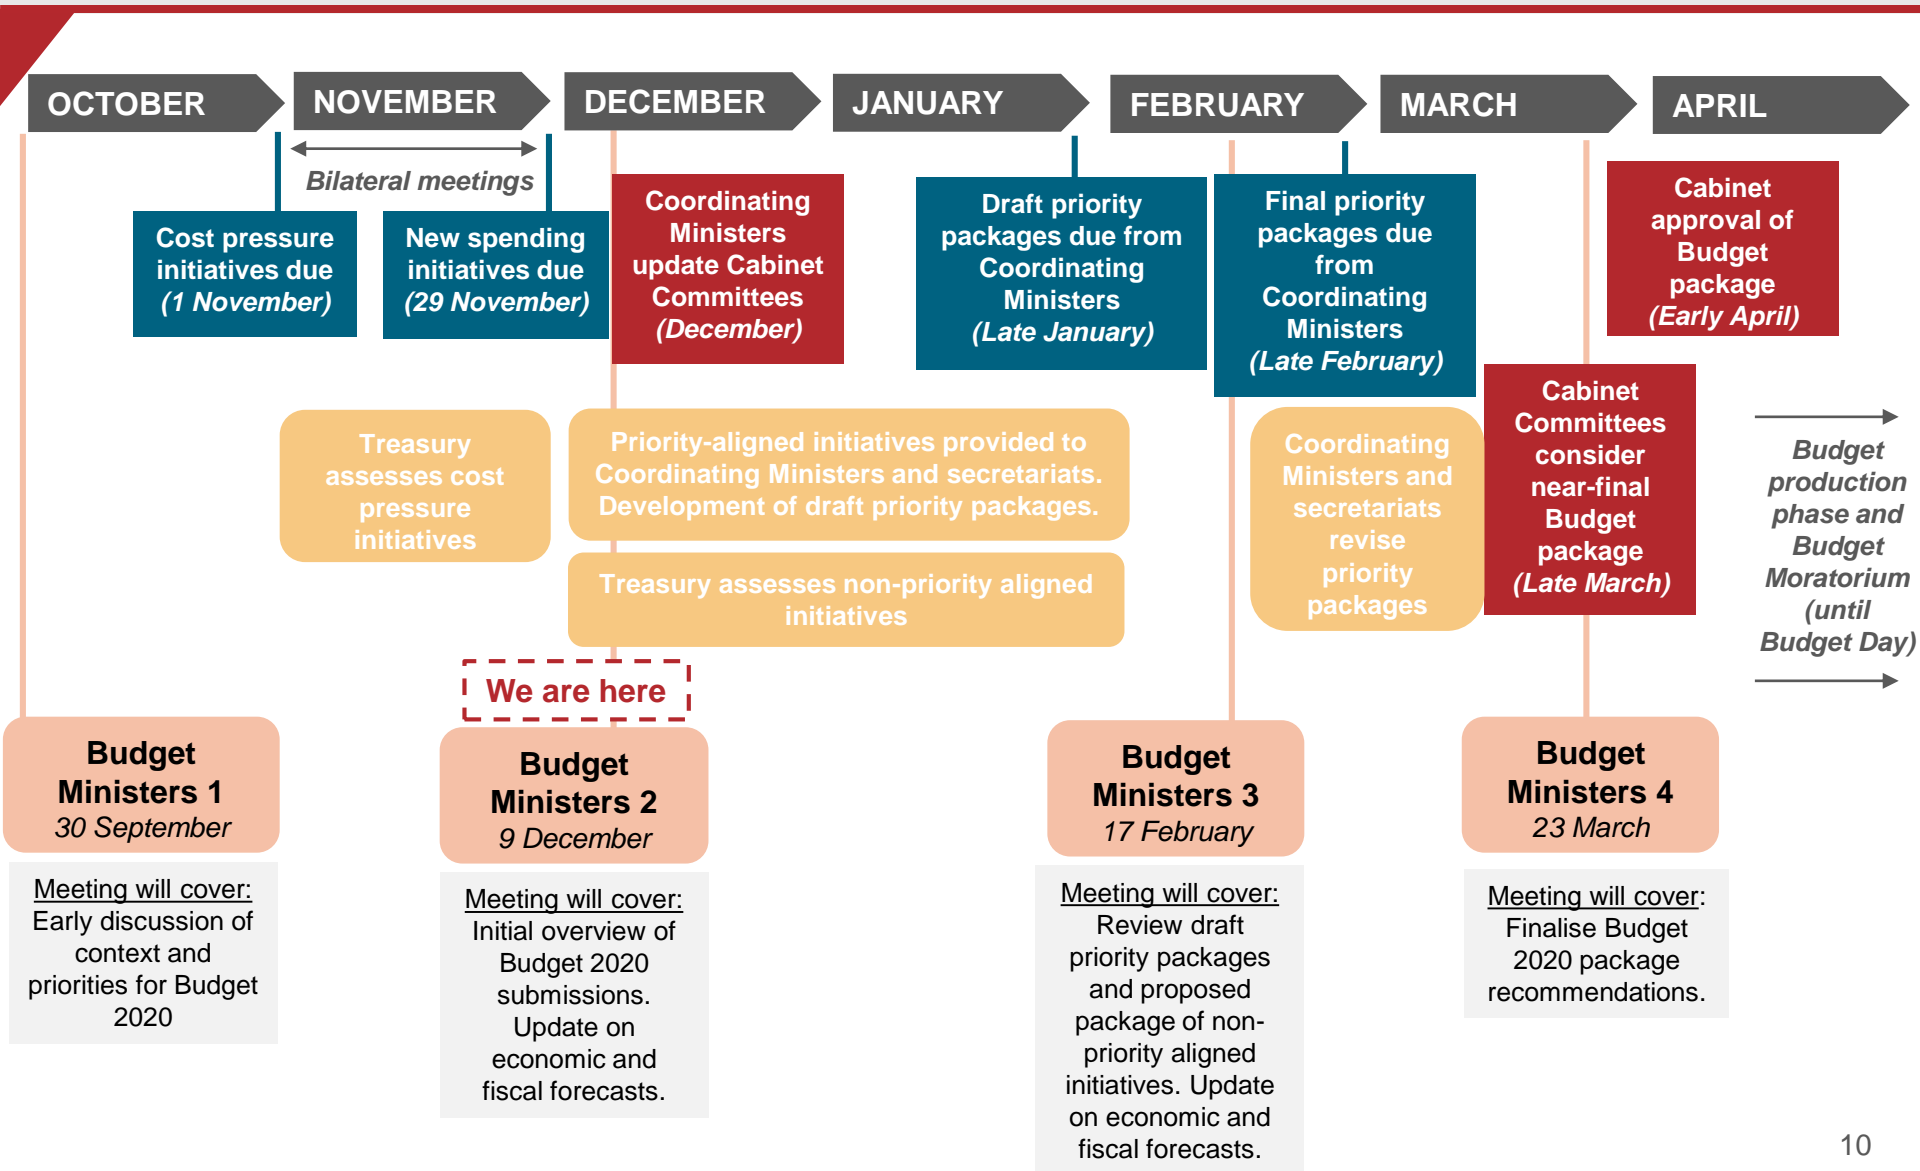 OCTOBER
NOVEMBER
DECEMBER
JANUARY
FEBRUARY
MARCH
APRIL
Bilateral meetings
Cost pressure
initiatives due
(1 November)
New spending
initiatives due
(29 November)
Coordinating
Ministers
update Cabinet
Committees
(December)
Draft priority
packages due from
Coordinating
Ministers
(Late January)
Final priority
packages due
from
Coordinating
Ministers
(Late February)
Cabinet
approval of
Budget
package
(Early April)
Treasury
assesses cost
pressure
initiatives
Priority-aligned initiatives provided to
Coordinating Ministers and secretariats.
Development of draft priority packages.
Treasury assesses non-priority aligned
initiatives
Coordinating
Ministers and
secretariats
revise
priority
packages
Cabinet
Committees
consider
near-final
Budget
package
(Late March)
Budget
production
phase and
Budget
Moratorium
(until
Budget Day)
We are here
Budget
Ministers 1
30 September
Meeting will cover:
Early discussion of
context and
priorities for Budget
2020
Budget
Ministers 2
9 December
Meeting will cover:
Initial overview of
Budget 2020
submissions.
Update on
economic and
fiscal forecasts.
Budget
Ministers 3
17 February
Meeting will cover:
Review draft
priority packages
and proposed
package of non-
priority aligned
initiatives. Update
on economic and
fiscal forecasts.
Budget
Ministers 4
23 March
Meeting will cover:
Finalise Budget
2020 package
recommendations.
10